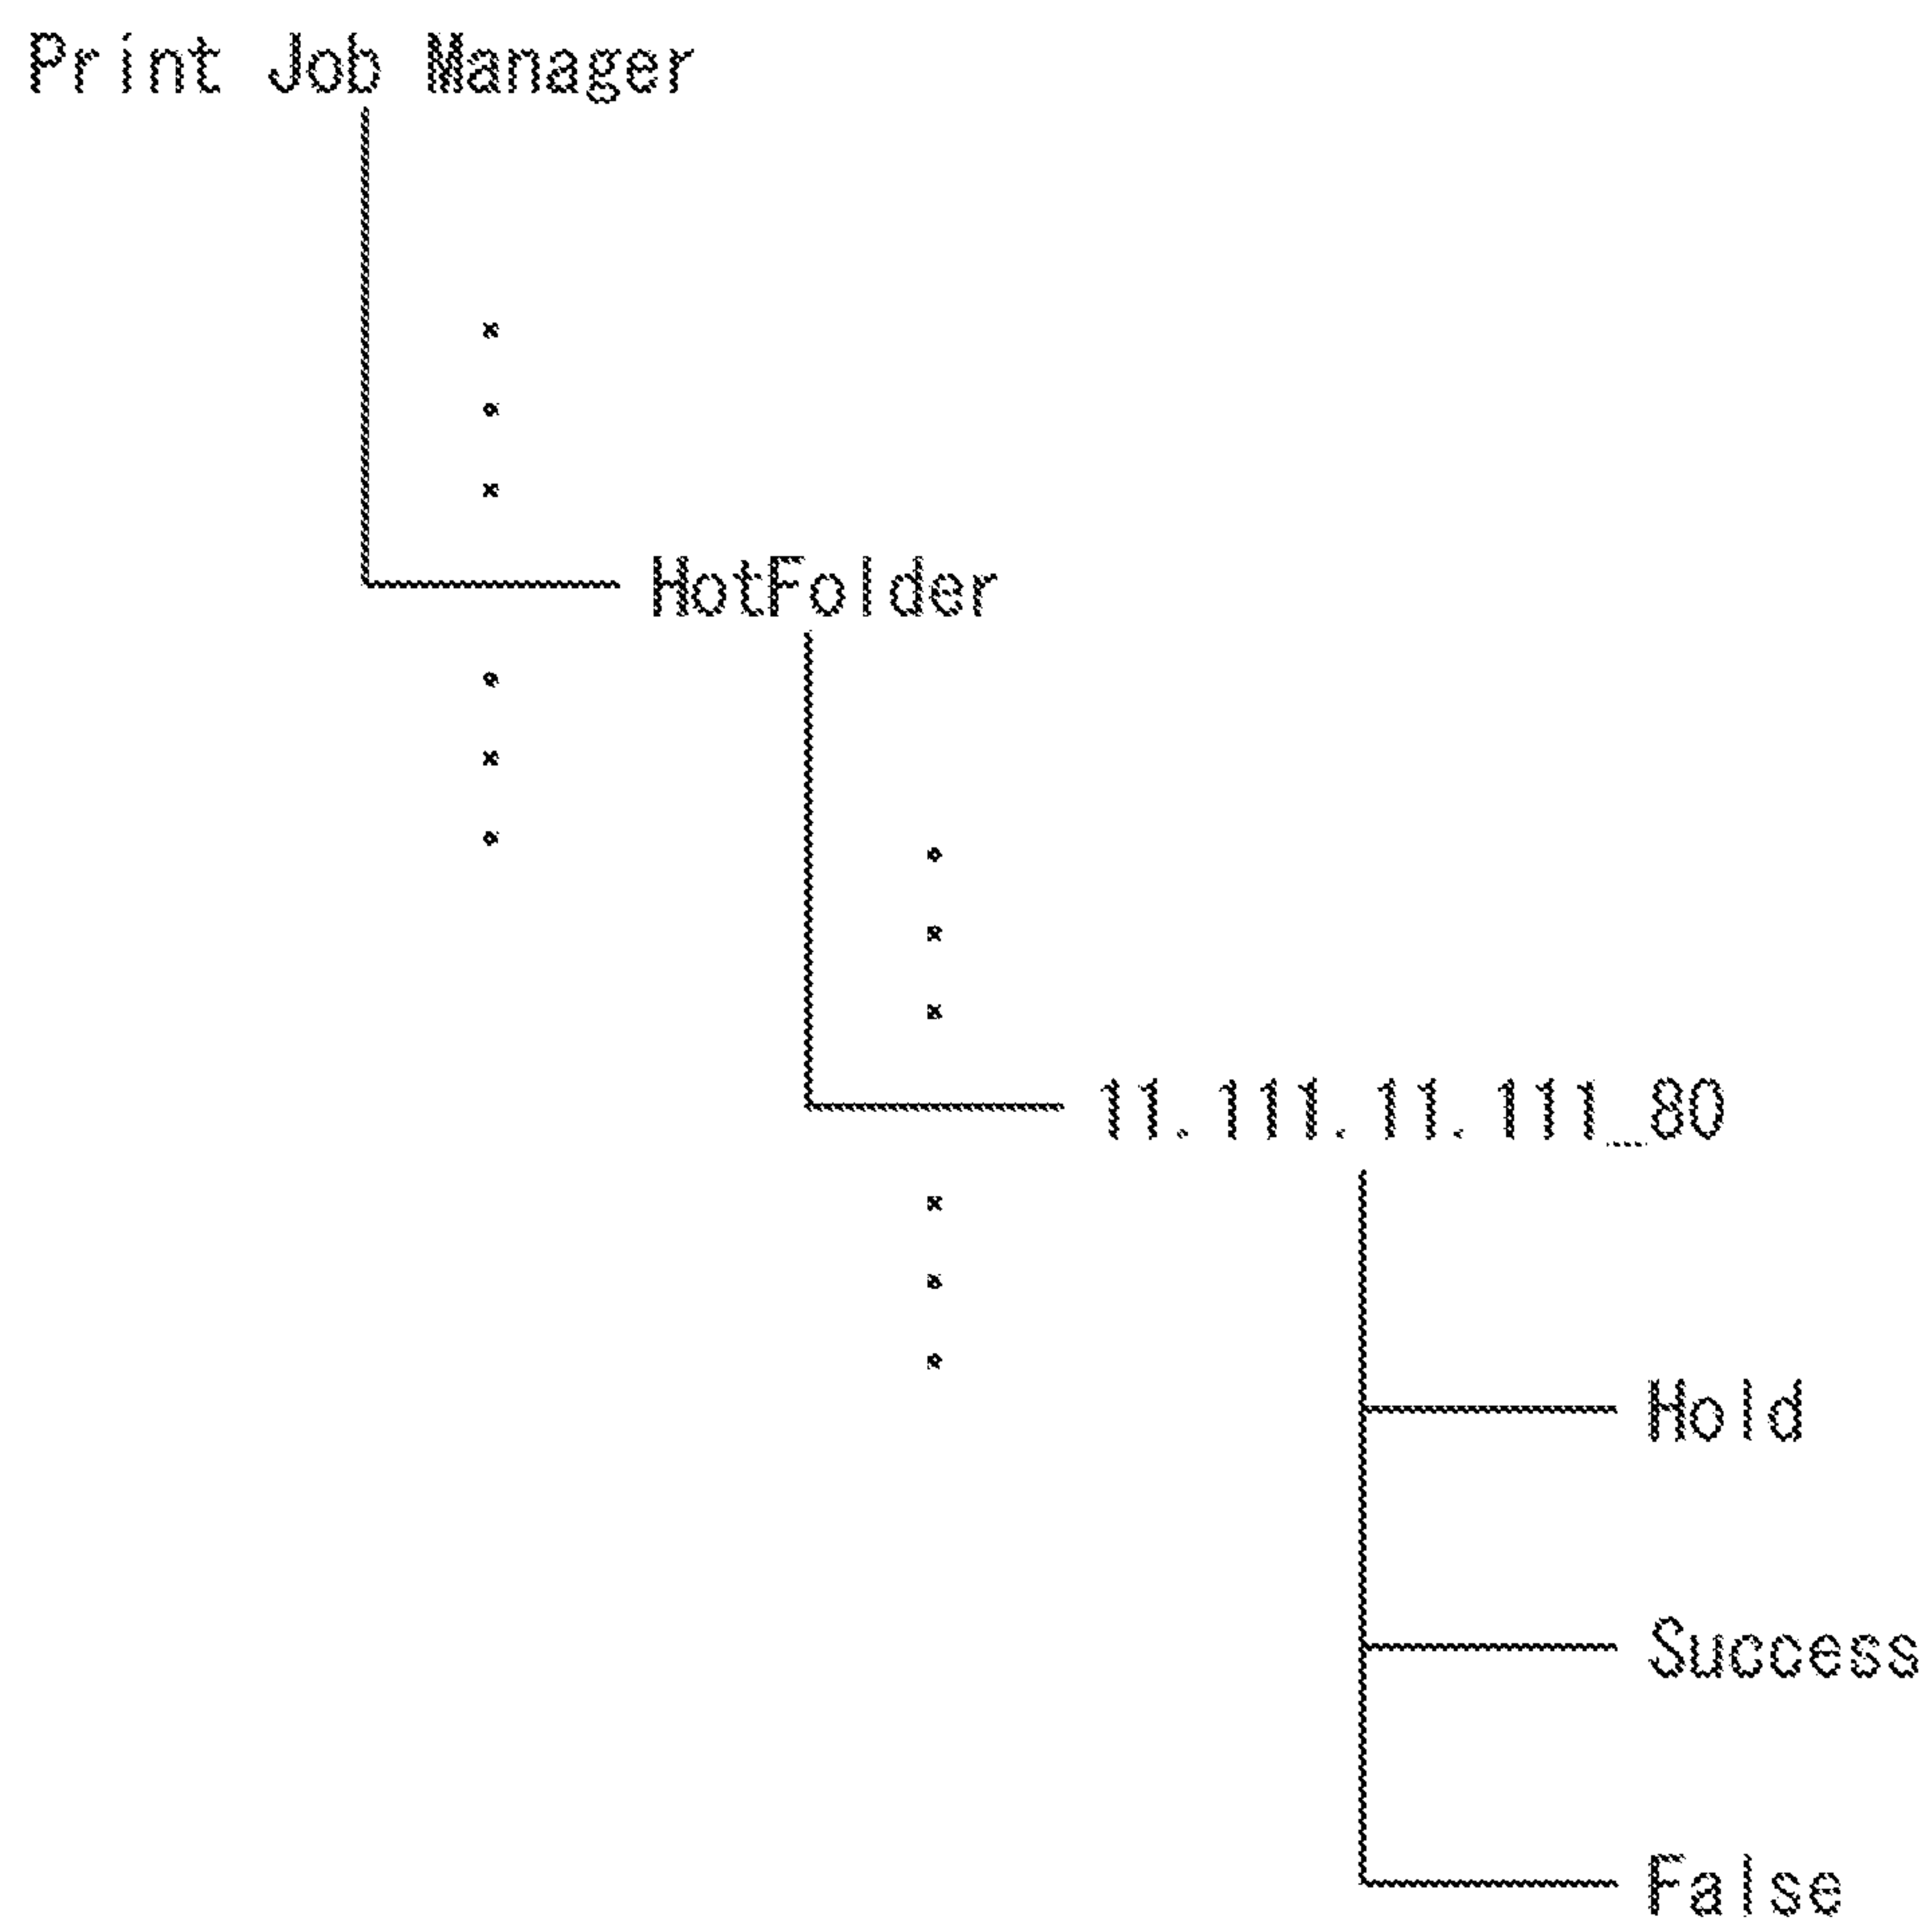 Print Job Manager
HotFolder
11.111.11.111_80
Hold
Success
False